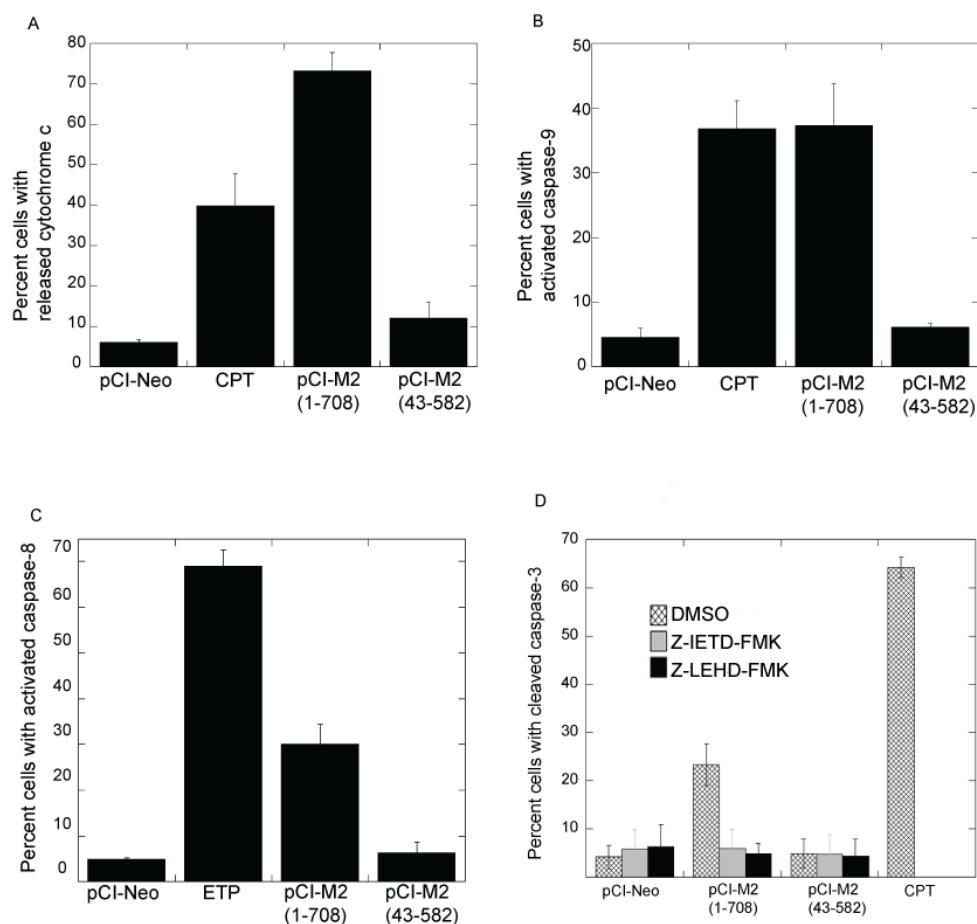 A
Percent cells with
released cytochrome c
80
70
60
50
40
30
20
10
0
pCI-Neo CPT pCI-M2 pCI-M2
(1-708) (43-582)
B
Percent cells with
activated caspase-9
50
40
30
20
10
0
pCI-Neo CPT pCI-M2 pCI-M2
(1-708) (43-582)
C
Percent cells with activated caspase-8
70
60
50
40
30
20
10
0
pCI-Neo ETP pCI-M2 pCI-M2
(1-708) (43-582)
D
Percent cells with cleaved caspase-3
70
60
50
40
30
20
10
DMSO
Z-IETD-FMK
Z-LEHD-FMK
pCI-Neo pCI-M2 pCI-M2 CPT
(1-708) (43-582)